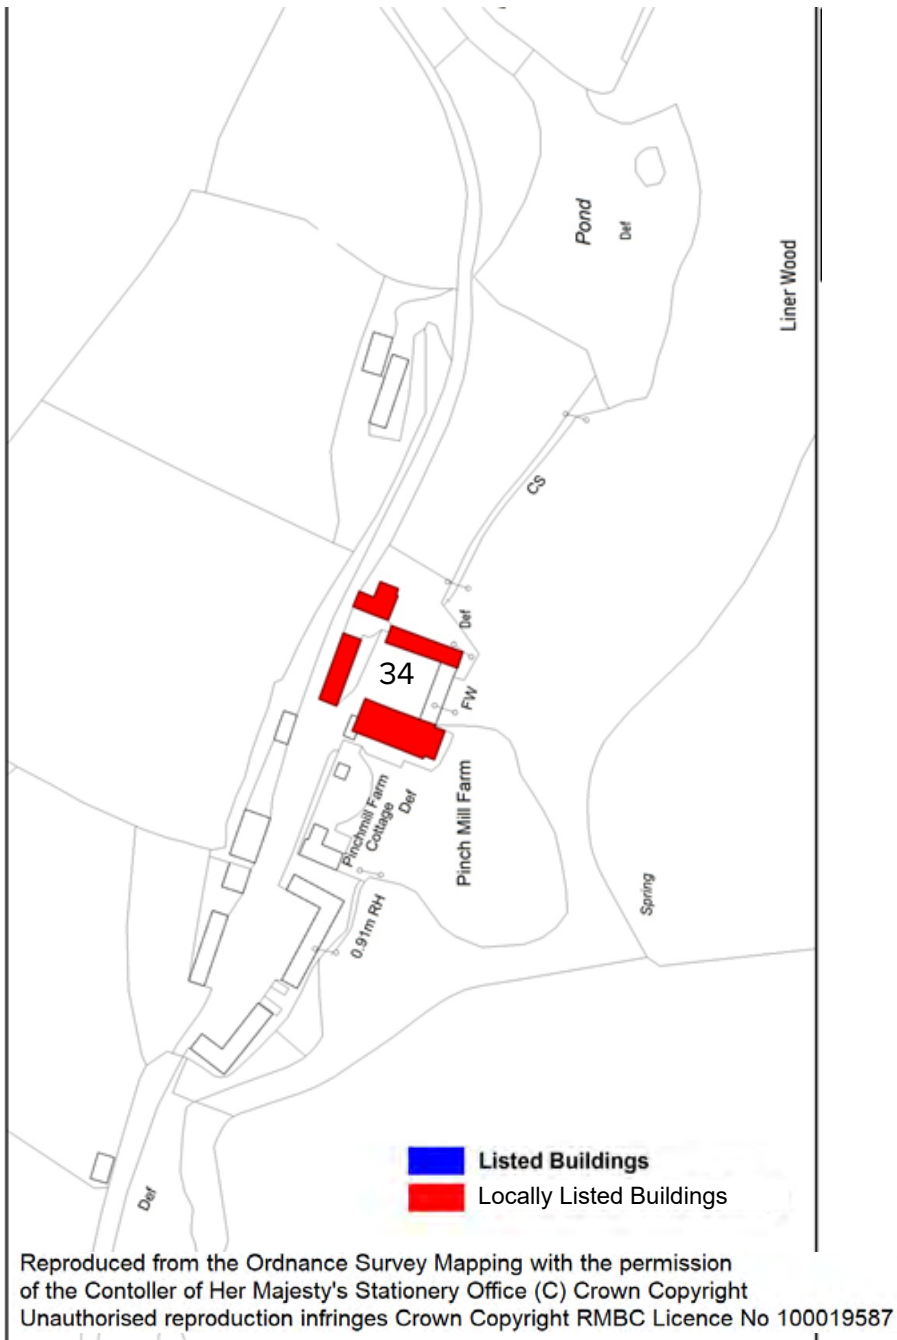 Pond
Def
Liner Wood
CS
Def
34
FW
Pinchmill Farm
Cottage
Def
Pinch Mill Farm
Spring
0.91m RH
Def
Listed Buildings
Locally Listed Buildings
Reproduced from the Ordnance Survey Mapping with the permission
of the Contoller of Her Majesty's Stationery Office (C) Crown Copyright
Unauthorised reproduction infringes Crown Copyright RMBC Licence No 100019587